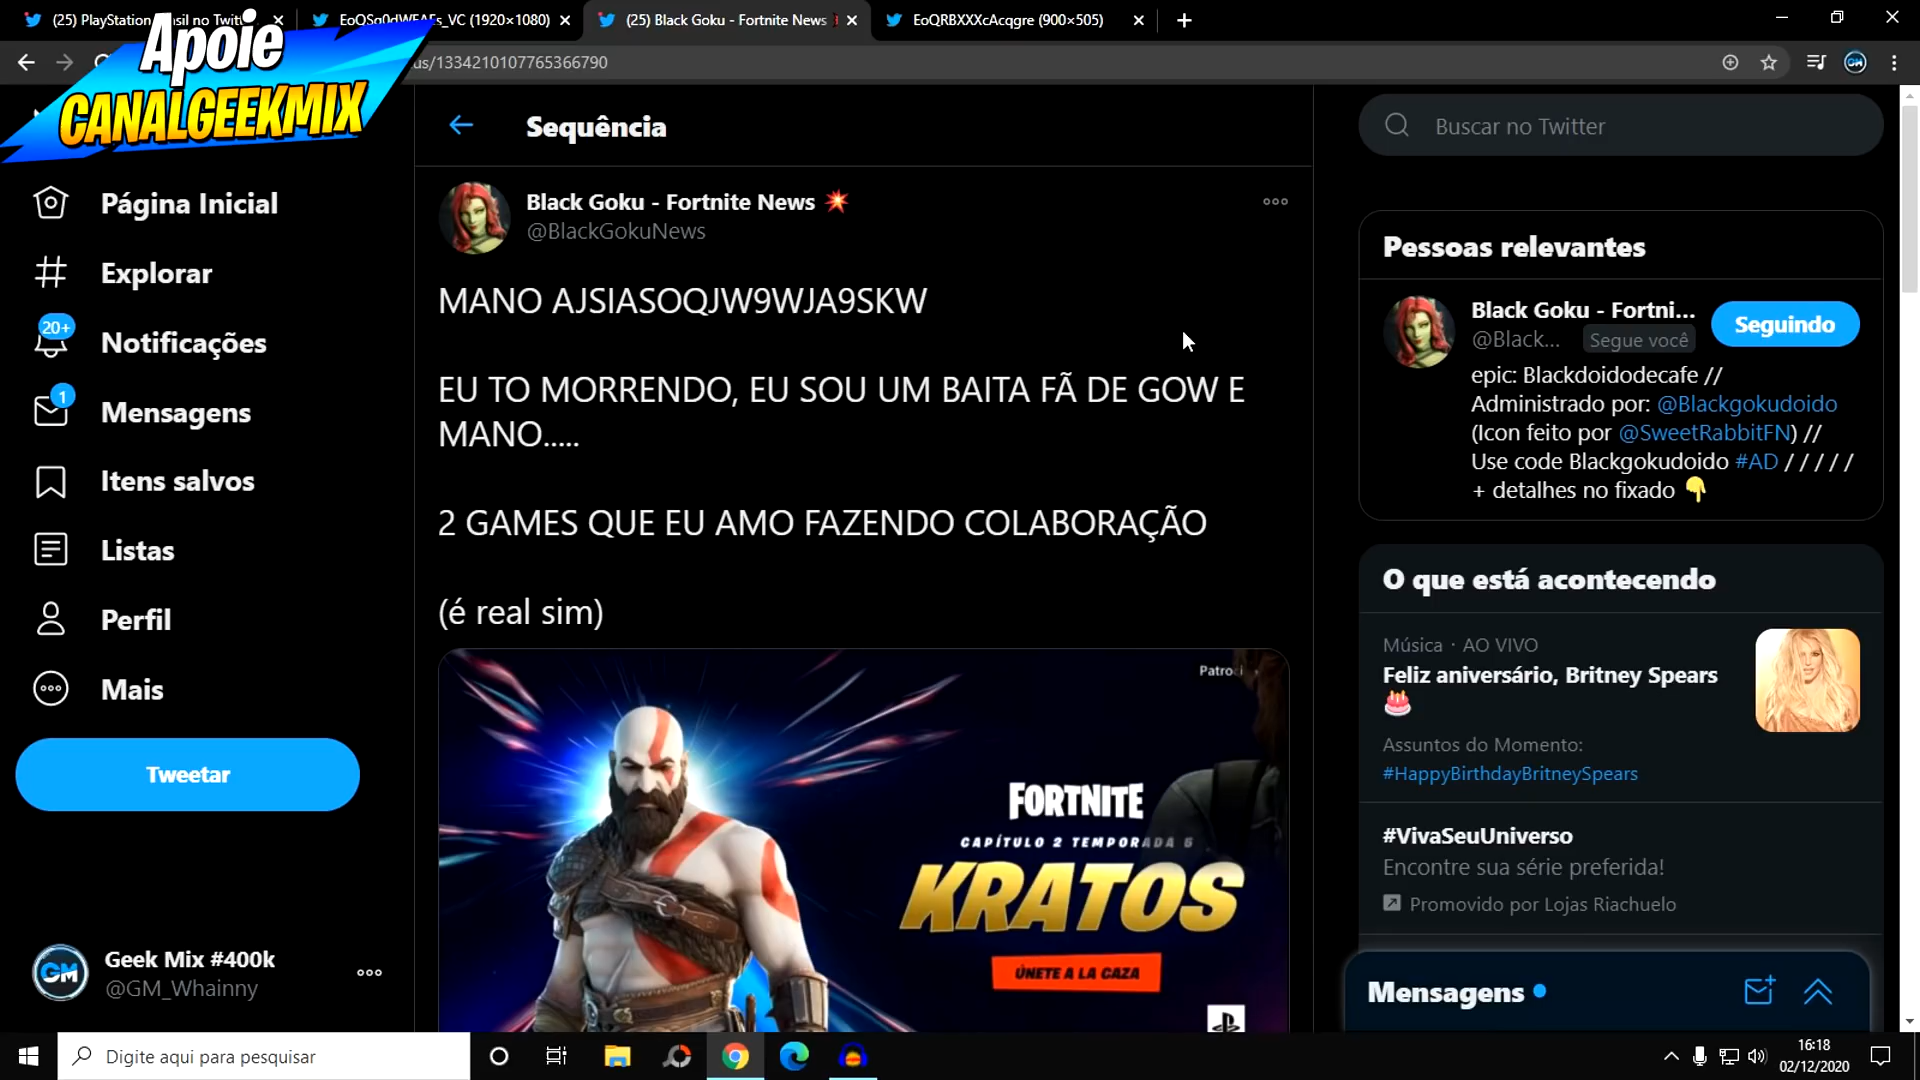 (25) PlayStation
sil no Twit
EoQSq0dWEAEs_VC (1920×1080)
(25) Black Goku - Fortnite News
EoQRBXXXcAcqgre (900×505)
us/1334210107765366790
Apoie
CANALGEEKMIX
Página Inicial
Explorar
20+
Notificações
1
Mensagens
Itens salvos
Listas
Perfil
Mais
Tweetar
Geek Mix #400k
@GM_Whainny
Sequência
Black Goku - Fortnite News 💥
@BlackGokuNews
MANO AJSIASOQJW9WJA9SKW
EU TO MORRENDO, EU SOU UM BAITA FÃ DE GOW E
MANO.....
2 GAMES QUE EU AMO FAZENDO COLABORAÇÃO
(é real sim)
Patroci
FORTNITE
CAPÍTULO 2 TEMPORADA 5
KRATOS
ÚNETE A LA CAZA
Buscar no Twitter
Pessoas relevantes
Black Goku - Fortni...
@Black...
Segue você
Seguindo
epic: Blackdoidodecafe //
Administrado por: @Blackgokudoido
(Icon feito por @SweetRabbitFN) //
Use code Blackgokudoido #AD / / / / /
+ detalhes no fixado 👇
O que está acontecendo
Música · AO VIVO
Feliz aniversário, Britney Spears
🎂
Assuntos do Momento:
#HappyBirthdayBritneySpears
#VivaSeuUniverso
Encontre sua série preferida!
Promovido por Lojas Riachuelo
Mensagens
Digite aqui para pesquisar
16:18
02/12/2020